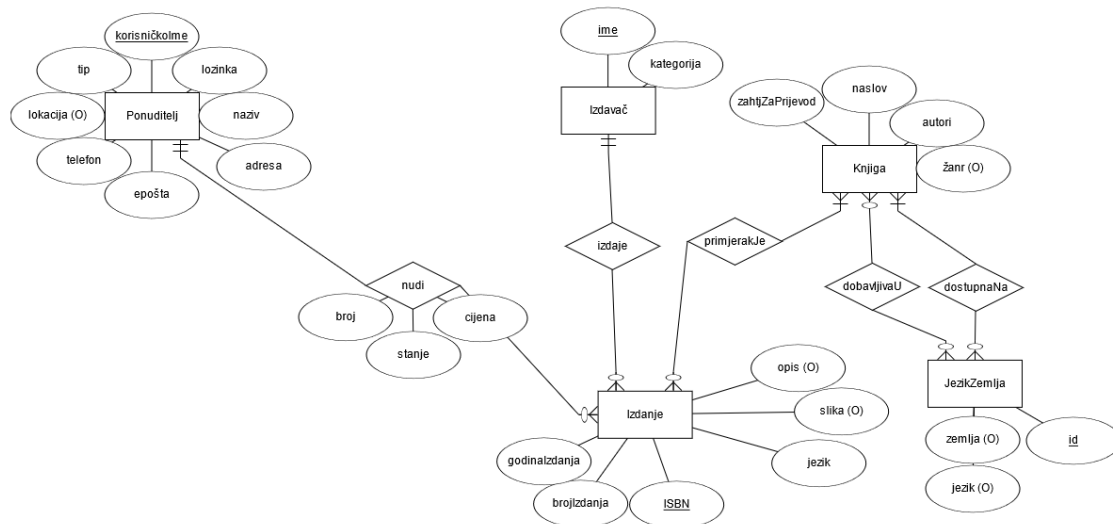 korisničkoIme
tip
lozinka
lokacija (O)
Ponuditelj
naziv
telefon
adresa
epošta
ime
kategorija
Izdavač
zahtjZaPrijevod
naslov
autori
Knjiga
žanr (O)
izdaje
primjerakJe
dobavljivaU
dostupnaNa
nudi
broj
cijena
stanje
opis (O)
Izdanje
slika (O)
jezik
godinaIzdanja
brojIzdanja
ISBN
JezikZemlja
zemlja (O)
id
jezik (O)